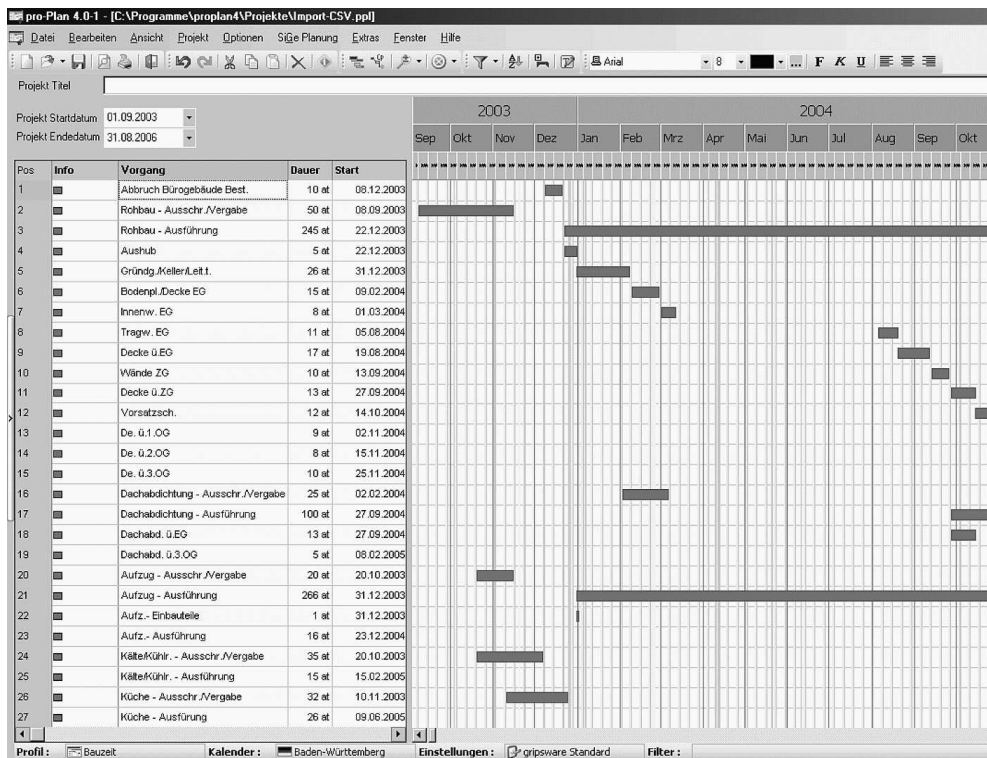 pro-Plan 4.0-1 - [C:\Programme\proplan4\Projekte\Import-CSV.ppl]
Datei Bearbeiten Ansicht Projekt Optionen SiGe Planung Extras Fenster Hilfe
Arial 8 ... F K U
Projekt Titel
Projekt Startdatum 01.09.2003
Projekt Endedatum 31.08.2006
2003 2004
Sep Okt Nov Dez Jan Feb Mrz Apr Mai Jun Jul Aug Sep Okt
Pos Info Vorgang Dauer Start
1 Abbruch Bürogebäude Best. 10 at 08.12.2003
2 Rohbau - Ausschr./Vergabe 50 at 08.09.2003
3 Rohbau - Ausführung 245 at 22.12.2003
4 Aushub 5 at 22.12.2003
5 Gründg./Keller/Leit.t. 26 at 31.12.2003
6 Bodenpl./Decke EG 15 at 09.02.2004
7 Innenw. EG 8 at 01.03.2004
8 Tragw. EG 11 at 05.08.2004
9 Decke ü.EG 17 at 19.08.2004
10 Wände ZG 10 at 13.09.2004
11 Decke ü.ZG 13 at 27.09.2004
12 Vorsatzsch. 12 at 14.10.2004
13 De. ü.1.OG 9 at 02.11.2004
14 De. ü.2.OG 8 at 15.11.2004
15 De. ü.3.OG 10 at 25.11.2004
16 Dachabdichtung - Ausschr./Vergabe 25 at 02.02.2004
17 Dachabdichtung - Ausführung 100 at 27.09.2004
18 Dachabd. ü.EG 13 at 27.09.2004
19 Dachabd. ü.3.OG 5 at 08.02.2005
20 Aufzug - Ausschr./Vergabe 20 at 20.10.2003
21 Aufzug - Ausführung 266 at 31.12.2003
22 Aufz.- Einbauteile 1 at 31.12.2003
23 Aufz.- Ausführung 16 at 23.12.2004
24 Kälte/Kühlr. - Ausschr./Vergabe 35 at 20.10.2003
25 Kälte/Kühlr. - Ausführung 15 at 15.02.2005
26 Küche - Ausschr./Vergabe 32 at 10.11.2003
27 Küche - Ausfürung 26 at 09.06.2005
Profil : Bauzeit Kalender : Baden-Württemberg Einstellungen : gripsware Standard Filter :